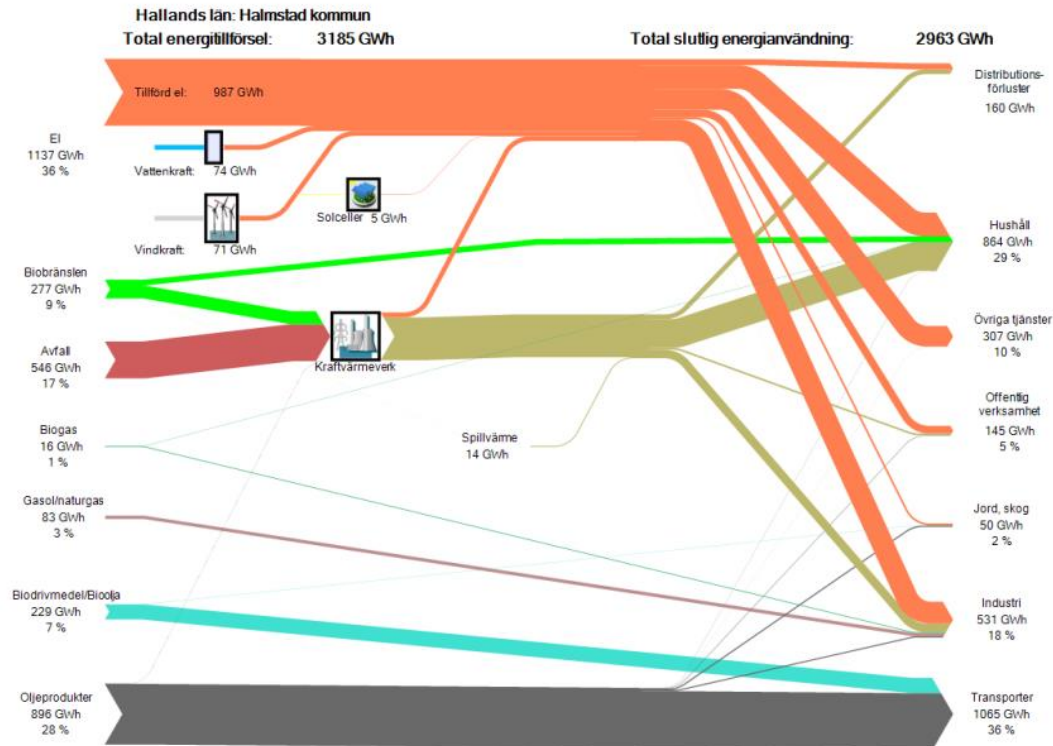 Hallands län: Halmstad kommun
Total energitillförsel: 3185 GWh
Total slutlig energianvändning: 2963 GWh
Tillförd el: 987 GWh
El
1137 GWh
36 %
Vattenkraft: 74 GWh
Solceller 5 GWh
Vindkraft: 71 GWh
Biobränslen
277 GWh
9 %
Avfall
546 GWh
17 %
Kraftvärmeverk
Biogas
16 GWh
1 %
Spillvärme
14 GWh
Gasol/naturgas
83 GWh
3 %
Biodrivmedel/Bioolja
229 GWh
7 %
Oljeprodukter
896 GWh
28 %
Distributions-
förluster
160 GWh
Hushåll
864 GWh
29 %
Övriga tjänster
307 GWh
10 %
Offentlig
verksamhet
145 GWh
5 %
Jord, skog
50 GWh
2 %
Industri
531 GWh
18 %
Transporter
1065 GWh
36 %